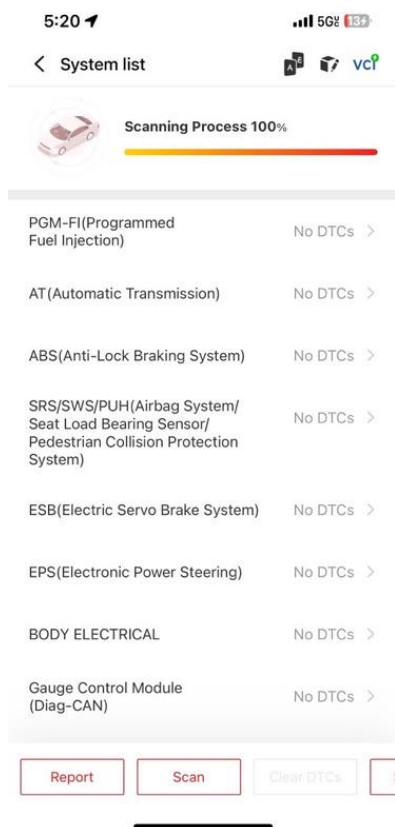 5:20
5G
13
System list
A
vci
Scanning Process 100%
PGM-FI(Programmed
Fuel Injection)
No DTCs
AT(Automatic Transmission)
No DTCs
ABS(Anti-Lock Braking System)
No DTCs
SRS/SWS/PUH(Airbag System/
Seat Load Bearing Sensor/
Pedestrian Collision Protection
System)
No DTCs
ESB(Electric Servo Brake System)
No DTCs
EPS(Electronic Power Steering)
No DTCs
BODY ELECTRICAL
No DTCs
Gauge Control Module
(Diag-CAN)
No DTCs
Report
Scan
Clear DTCs